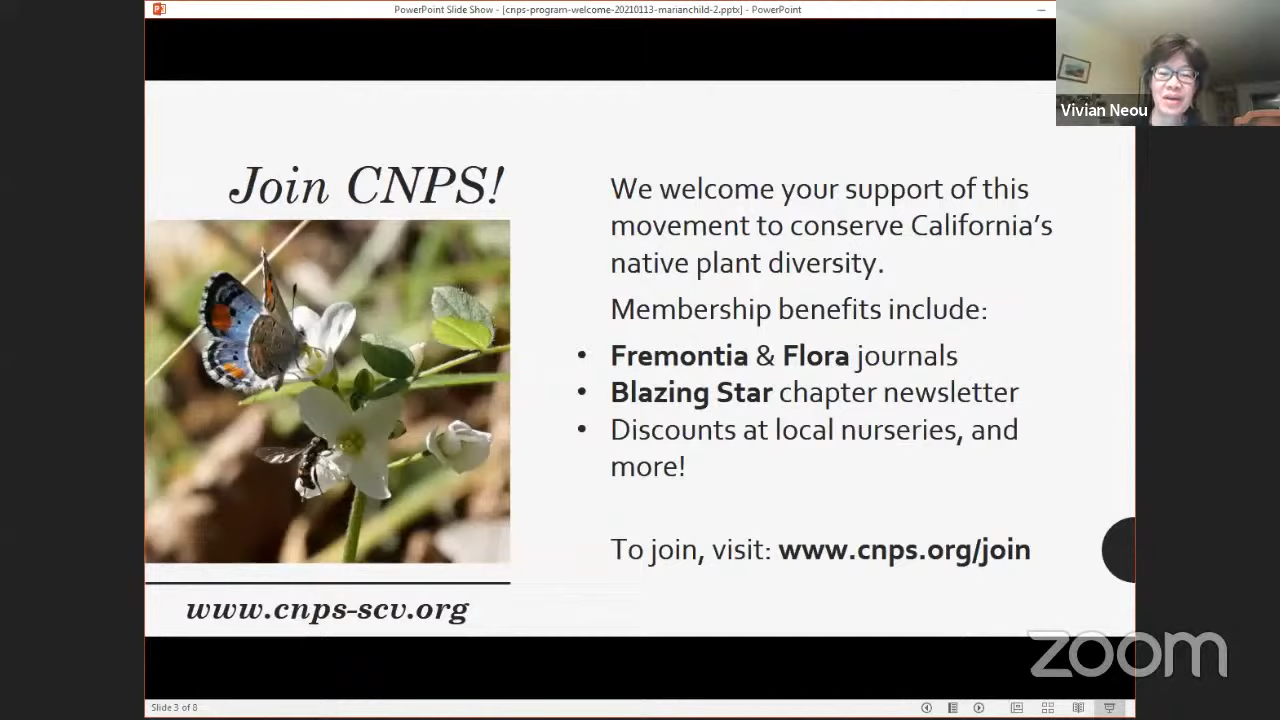 PowerPoint Slide Show - [cnps-program-welcome-20210113-marianchild-2.pptx] - PowerPoint
Vivian Neou
Join CNPS!
We welcome your support of this
movement to conserve California's
native plant diversity.
Membership benefits include:
• Fremontia & Flora journals
• Blazing Star chapter newsletter
• Discounts at local nurseries, and
more!
To join, visit: www.cnps.org/join
www.cnps-scv.org
zoom
Slide 3 of 8